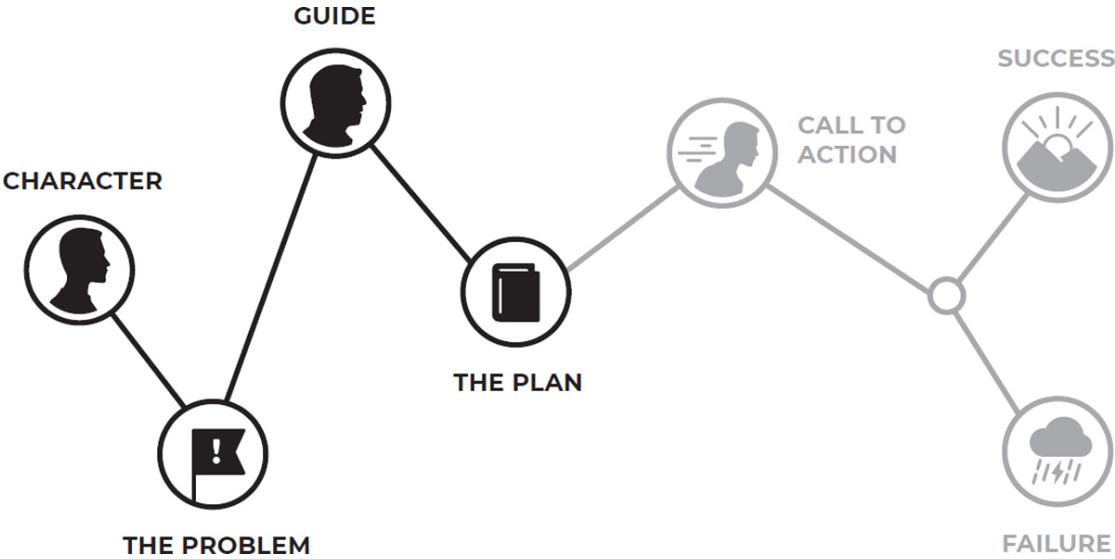 CHARACTER
THE PROBLEM
!
GUIDE
THE PLAN
CALL TO
ACTION
SUCCESS
FAILURE